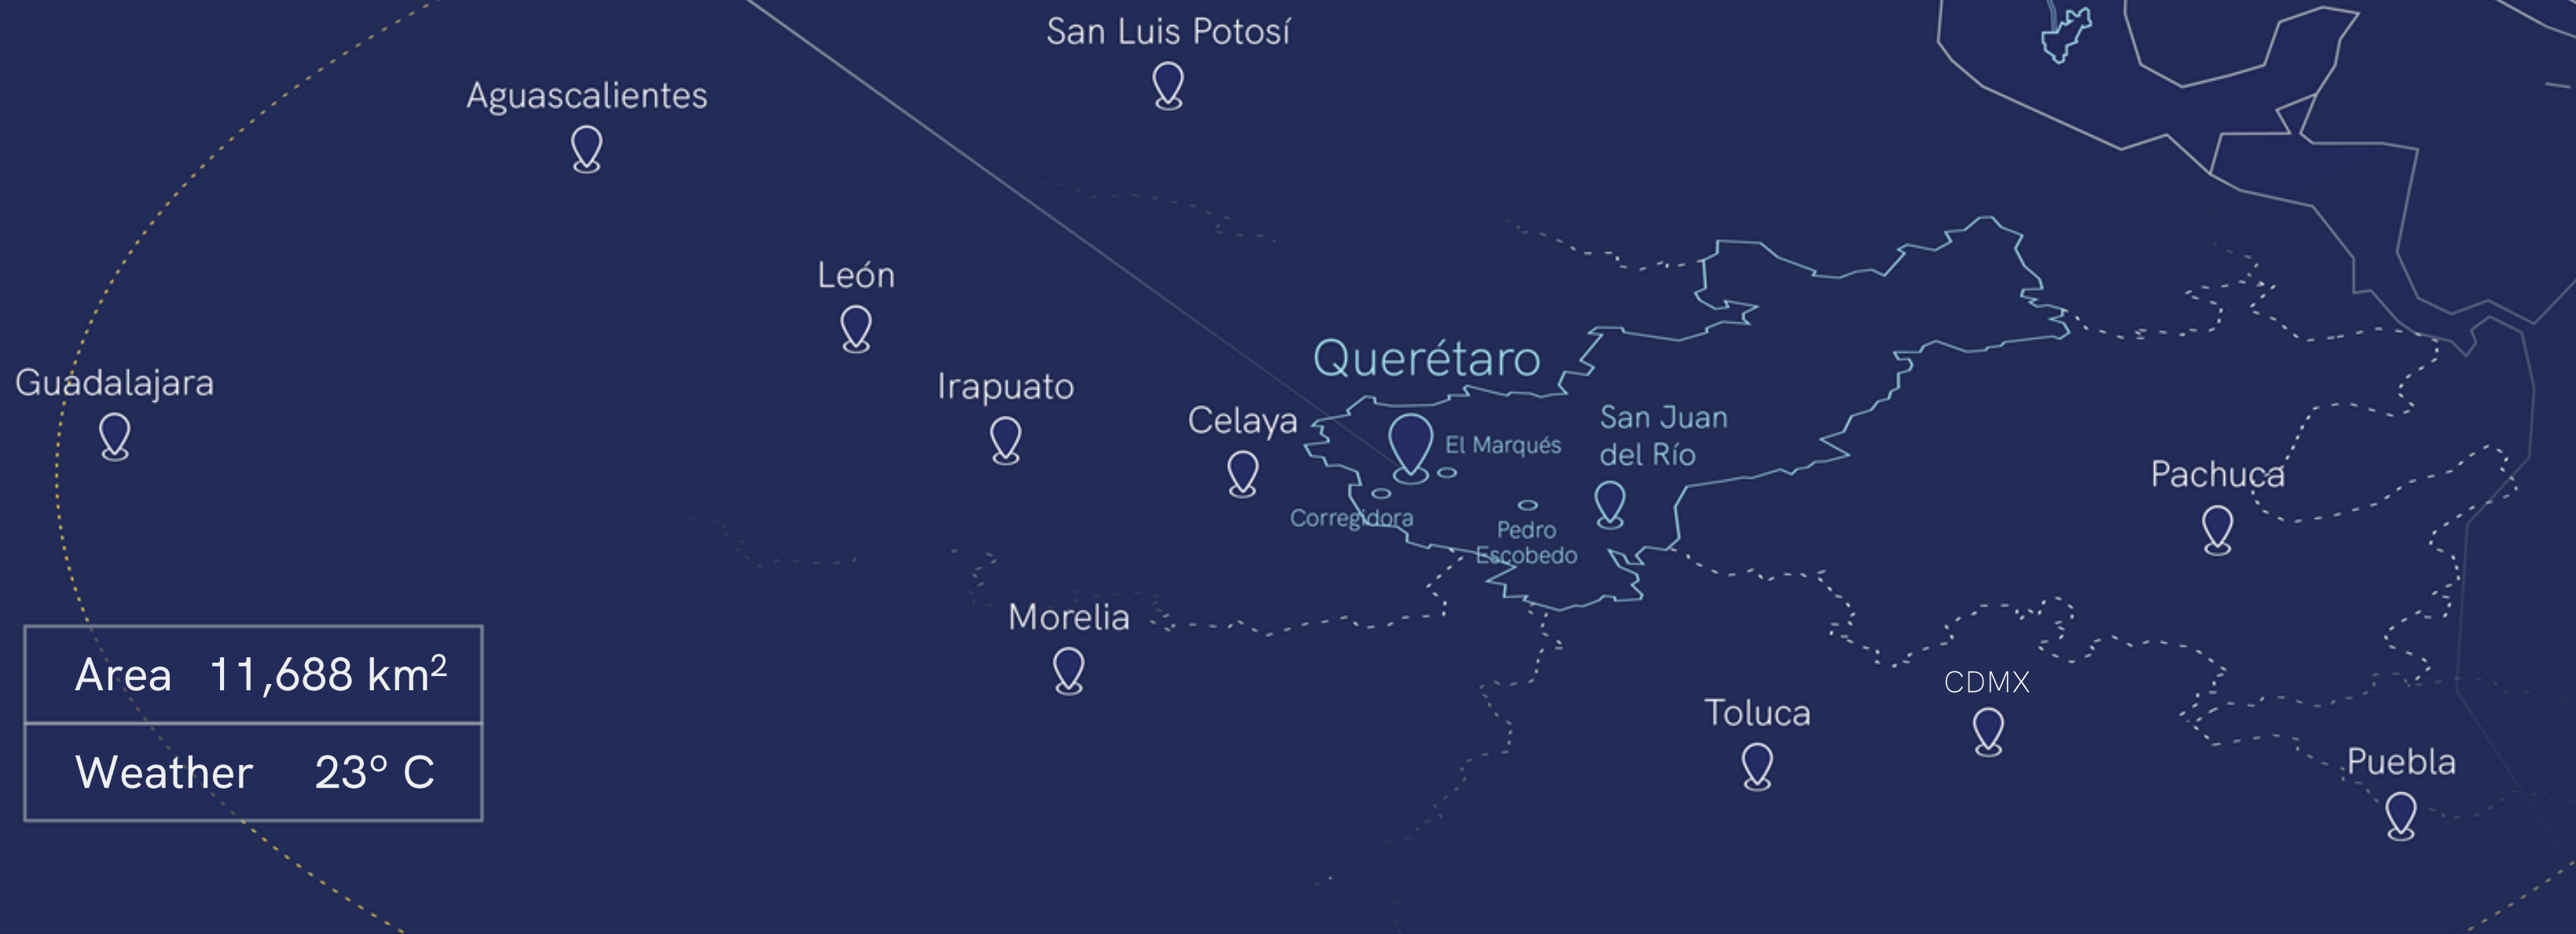 San Luis Potosí
Aguascalientes
León
Querétaro
Guadalajara
Irapuato
Celaya
San Juan
del Río
El Marqués
Pachuca
Corregidora
Pedro
Escobedo
Morelia
Area 11,688 km²
CDMX
Toluca
Weather 23° C
Puebla